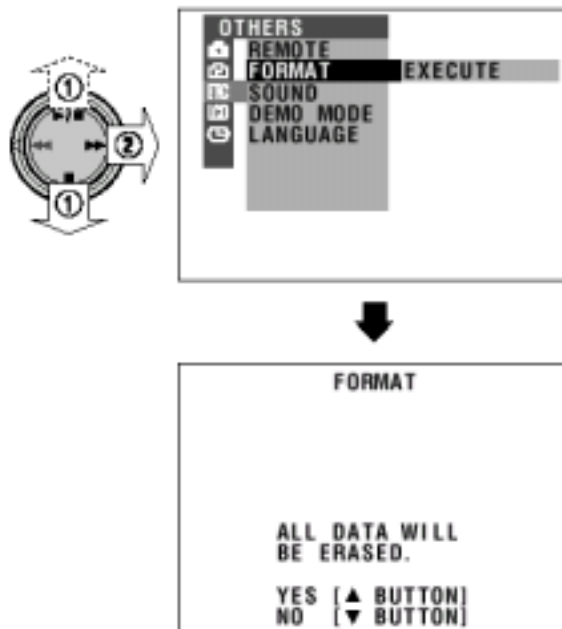 OTHERS
REMOTE
FORMAT EXECUTE
SOUND
DEMO MODE
LANGUAGE
①
②
①
FORMAT
ALL DATA WILL
BE ERASED.
YES [▲ BUTTON]
NO [▼ BUTTON]